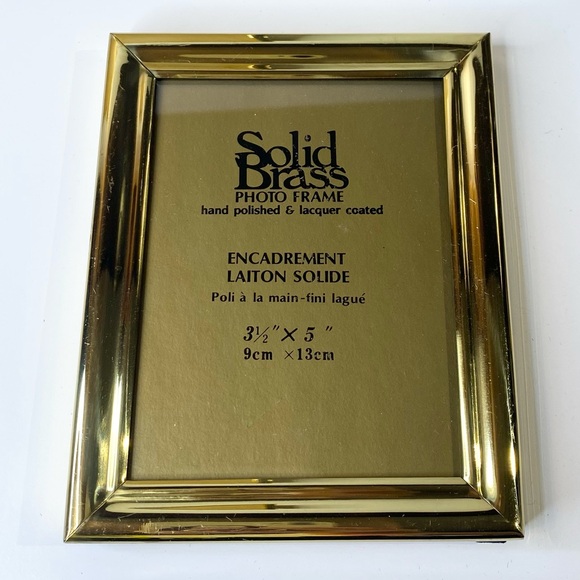 Solid
Brass
PHOTO FRAME
hand polished & lacquer coated
ENCADREMENT
LAITON SOLIDE
Poli à la main-fini lagué
3½" × 5 "
9cm ×13cm